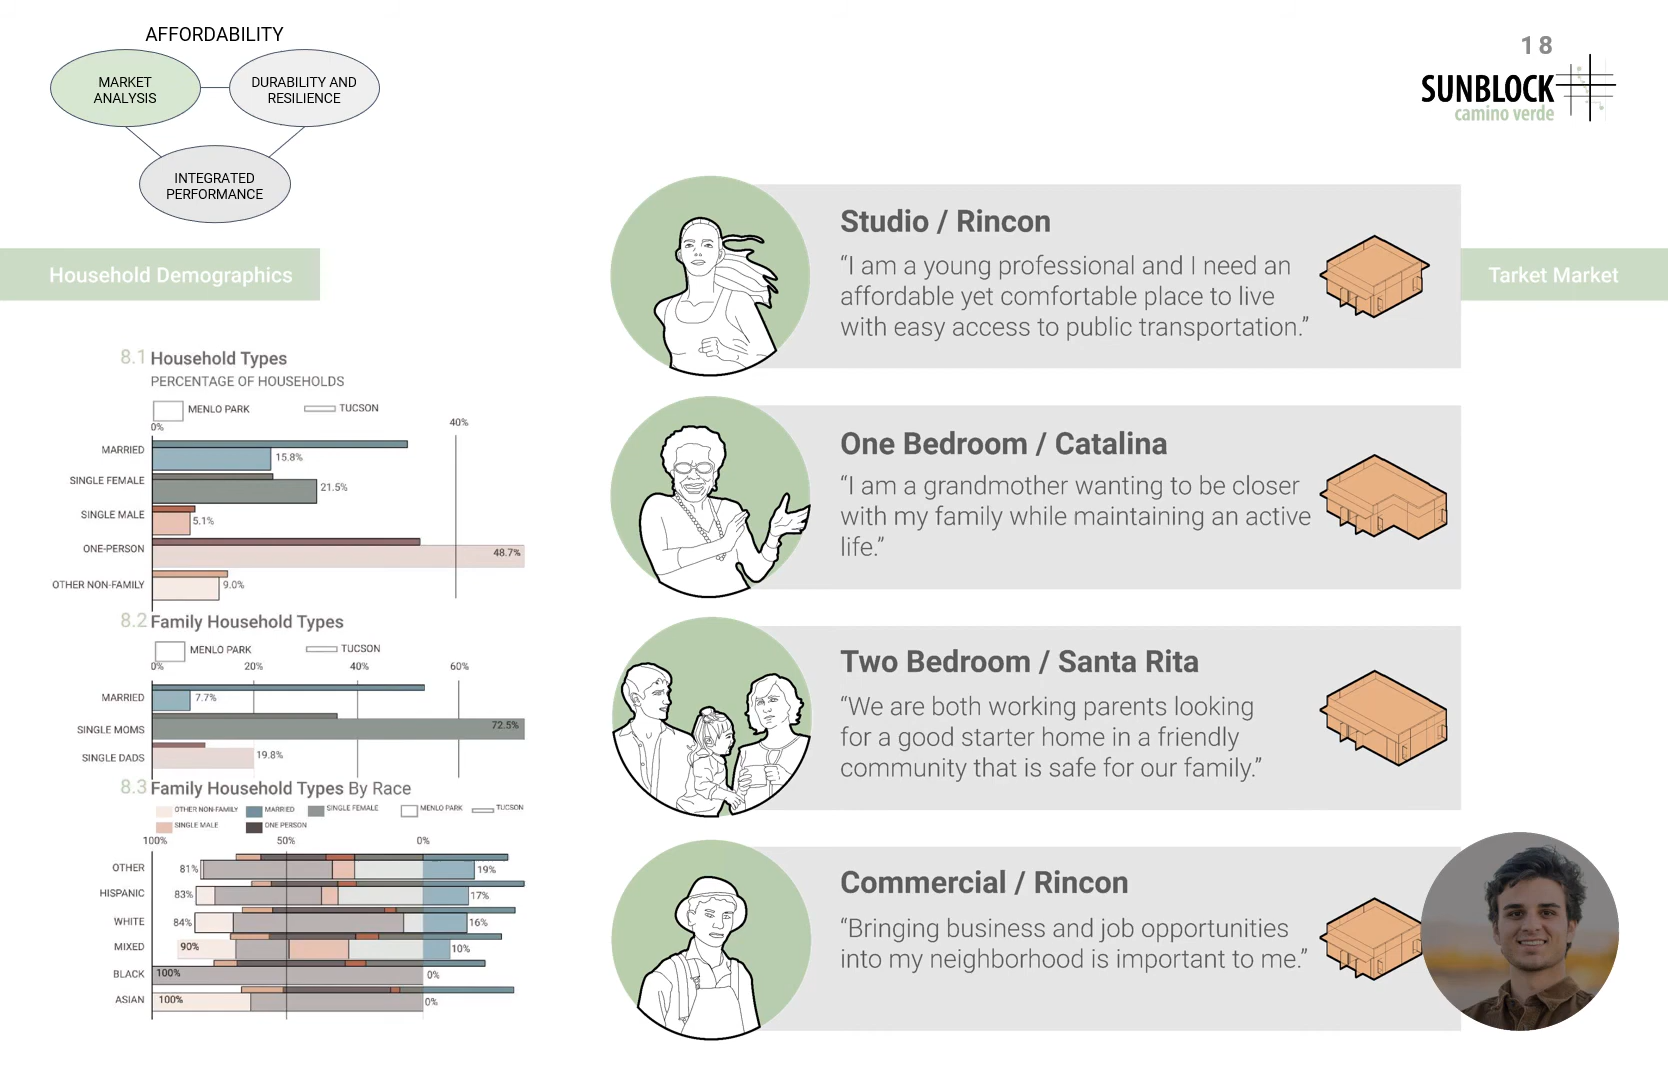 AFFORDABILITY
MARKET
ANALYSIS
DURABILITY AND
RESILIENCE
INTEGRATED
PERFORMANCE
18
SUNBLOCK
camino verde
Household Demographics
Tarket Market
8.1 Household Types
PERCENTAGE OF HOUSEHOLDS
MENLO PARK TUCSON
0% 40%
MARRIED 15.8%
SINGLE FEMALE 21.5%
SINGLE MALE 5.1%
ONE-PERSON 48.7%
OTHER NON-FAMILY 9.0%
8.2 Family Household Types
MENLO PARK TUCSON
0% 20% 40% 60%
MARRIED 7.7%
SINGLE MOMS 72.5%
SINGLE DADS 19.8%
8.3 Family Household Types By Race
OTHER NON-FAMILY MARRIED SINGLE FEMALE MENLO PARK TUCSON
SINGLE MALE ONE PERSON
100% 50% 0%
OTHER 81% 19%
HISPANIC 83% 17%
WHITE 84% 16%
MIXED 90% 10%
BLACK 100% 0%
ASIAN 100% 0%
Studio / Rincon
“I am a young professional and I need an
affordable yet comfortable place to live
with easy access to public transportation.”
One Bedroom / Catalina
“I am a grandmother wanting to be closer
with my family while maintaining an active
life.”
Two Bedroom / Santa Rita
“We are both working parents looking
for a good starter home in a friendly
community that is safe for our family.”
Commercial / Rincon
“Bringing business and job opportunities
into my neighborhood is important to me.”